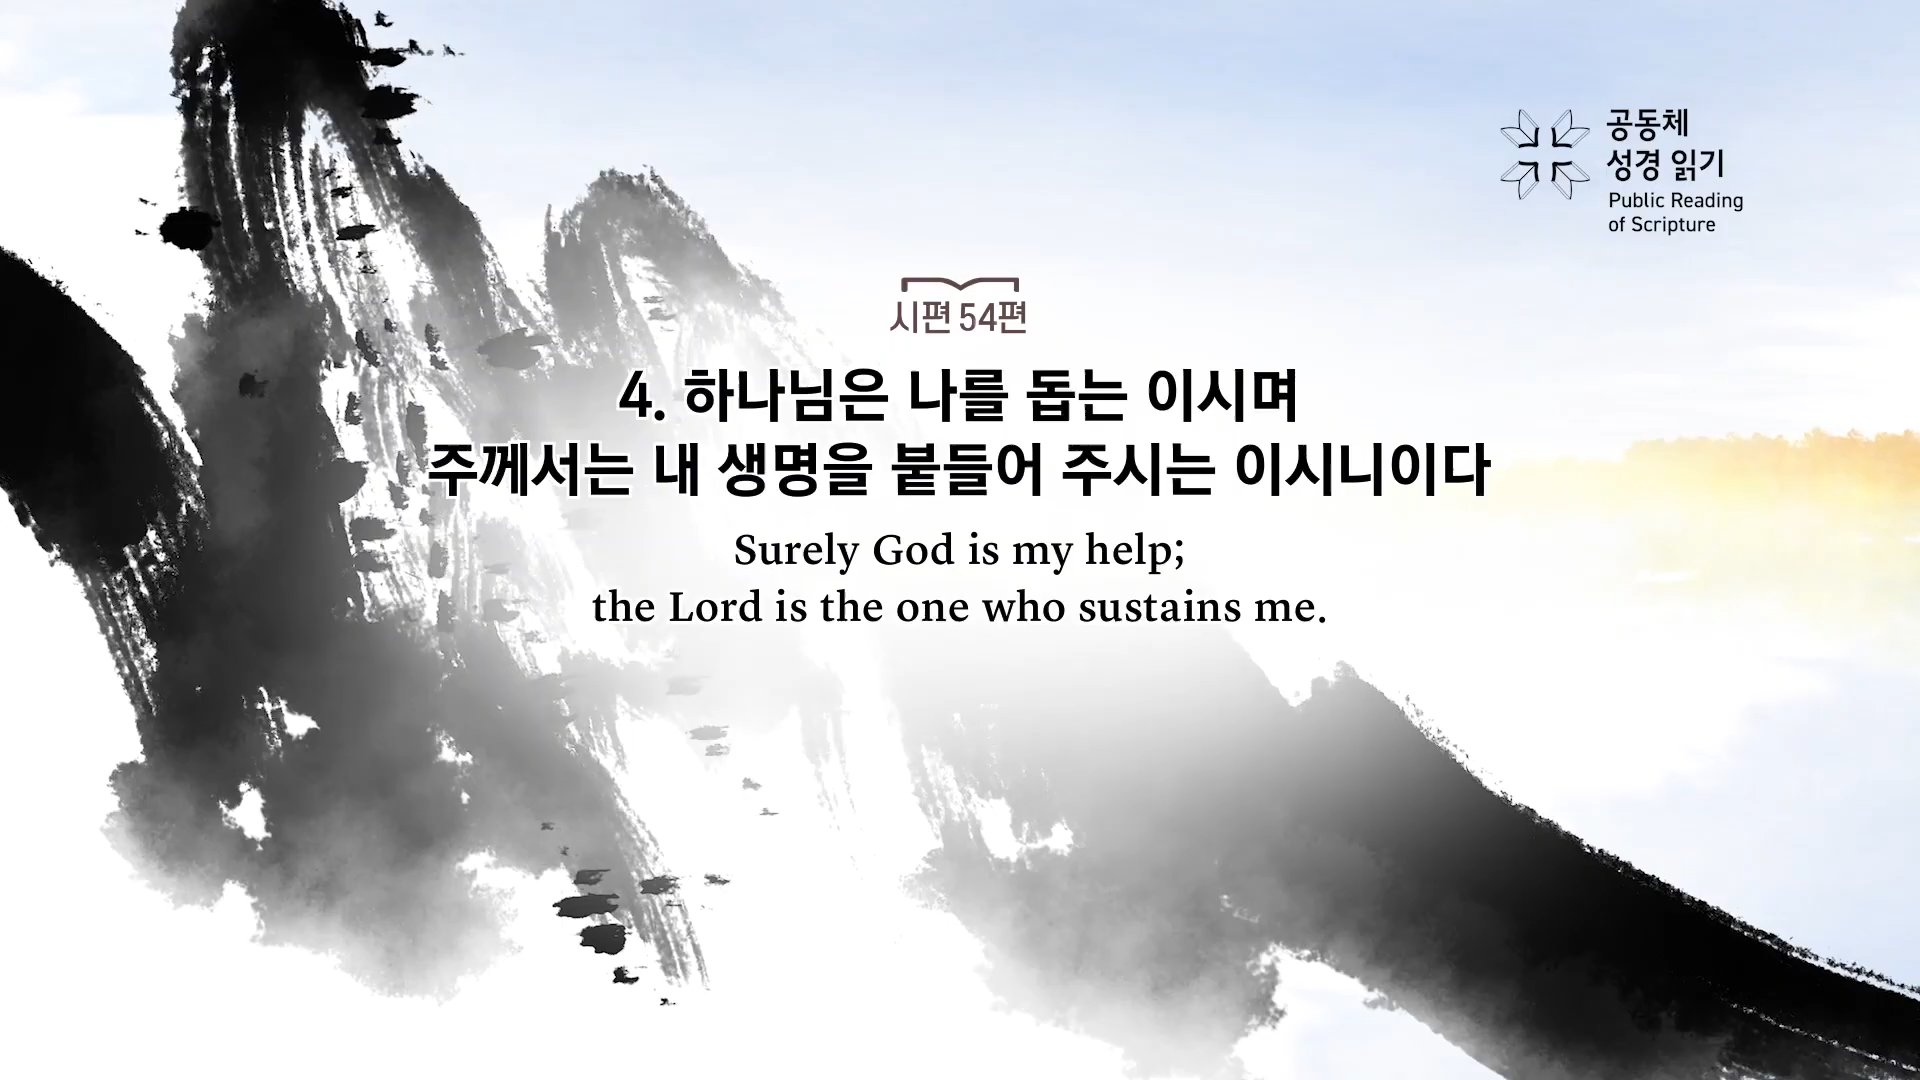 공동체
성경 읽기
Public Reading
of Scripture
시편 54편
4. 하나님은 나를 돕는 이시며
주께서는 내 생명을 붙들어 주시는 이시니이다
Surely God is my help;
the Lord is the one who sustains me.